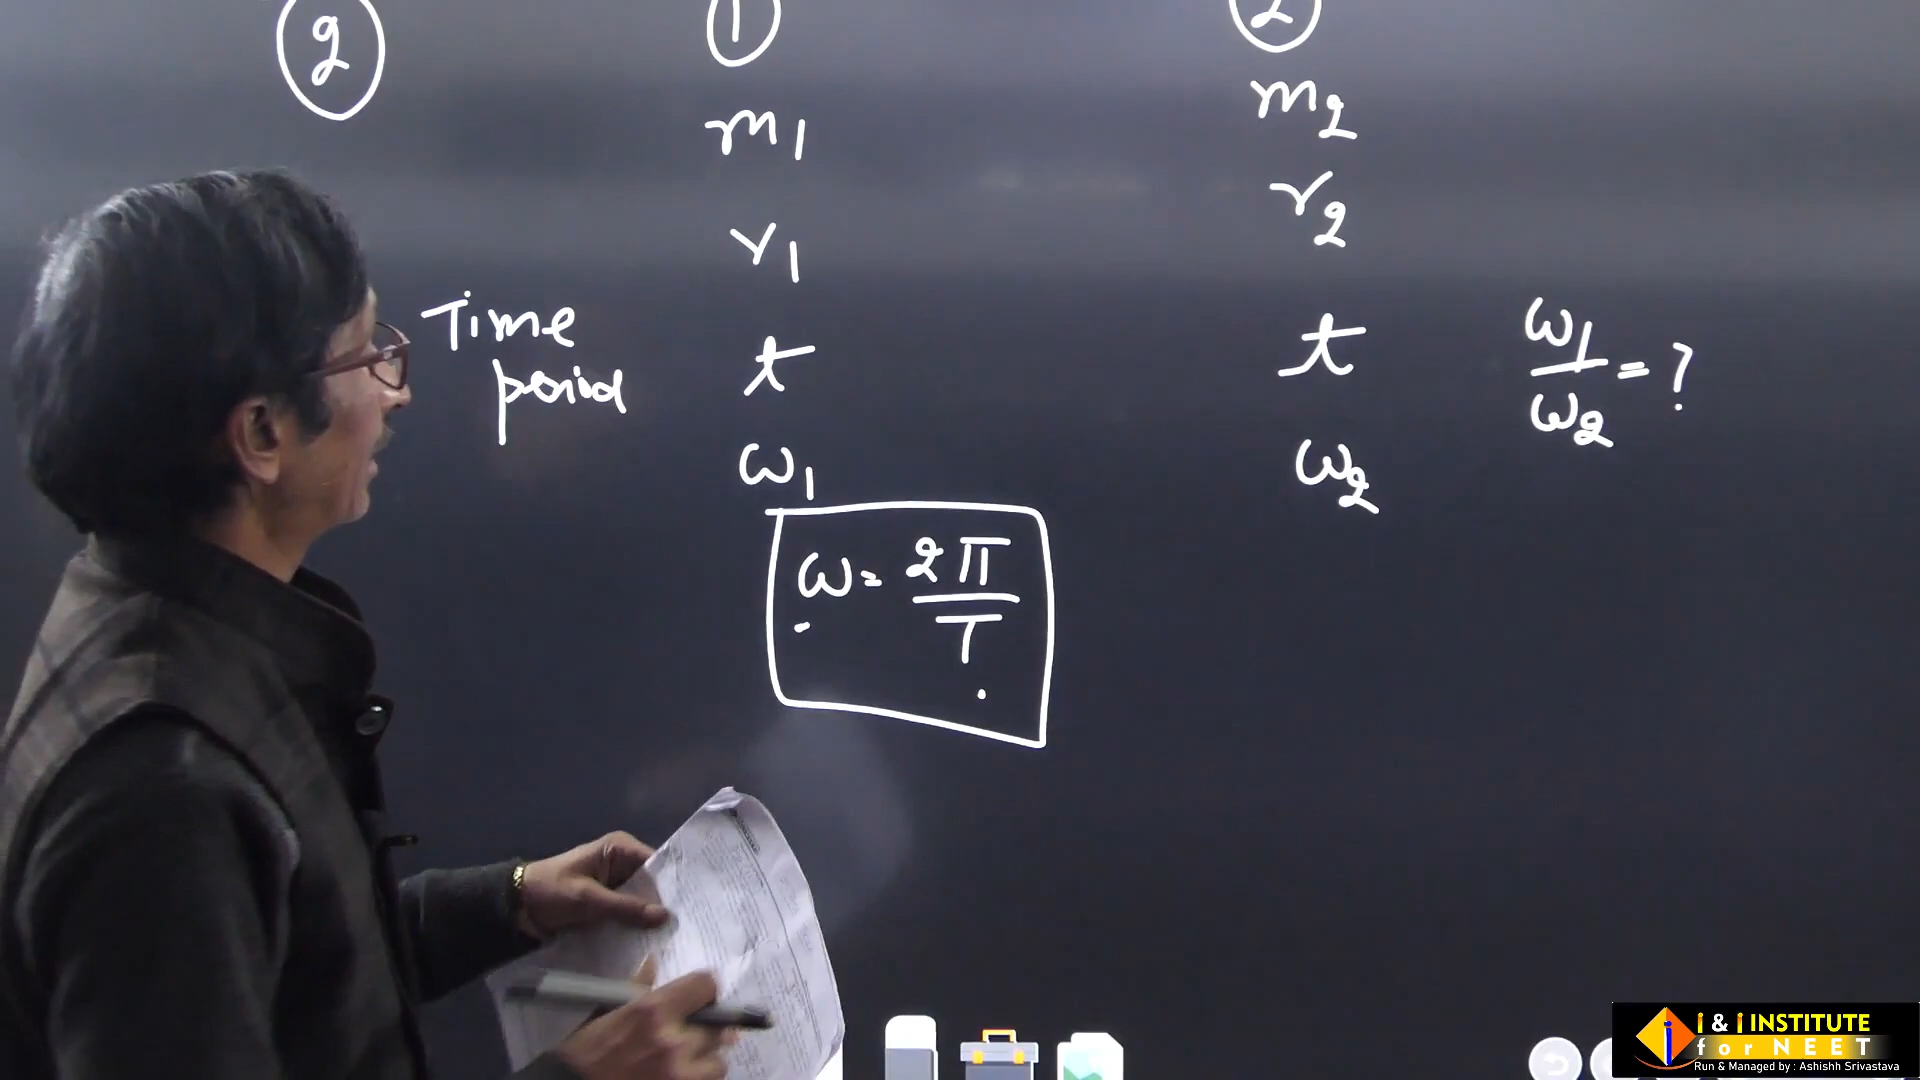 9 1 2
m1 m2
r1 r2
Time period t t ω1/ω2 = ?
ω1 ω2
ω = 2π/T
i & i INSTITUTE
for NEET
Run & Managed by : Ashishh Srivastava